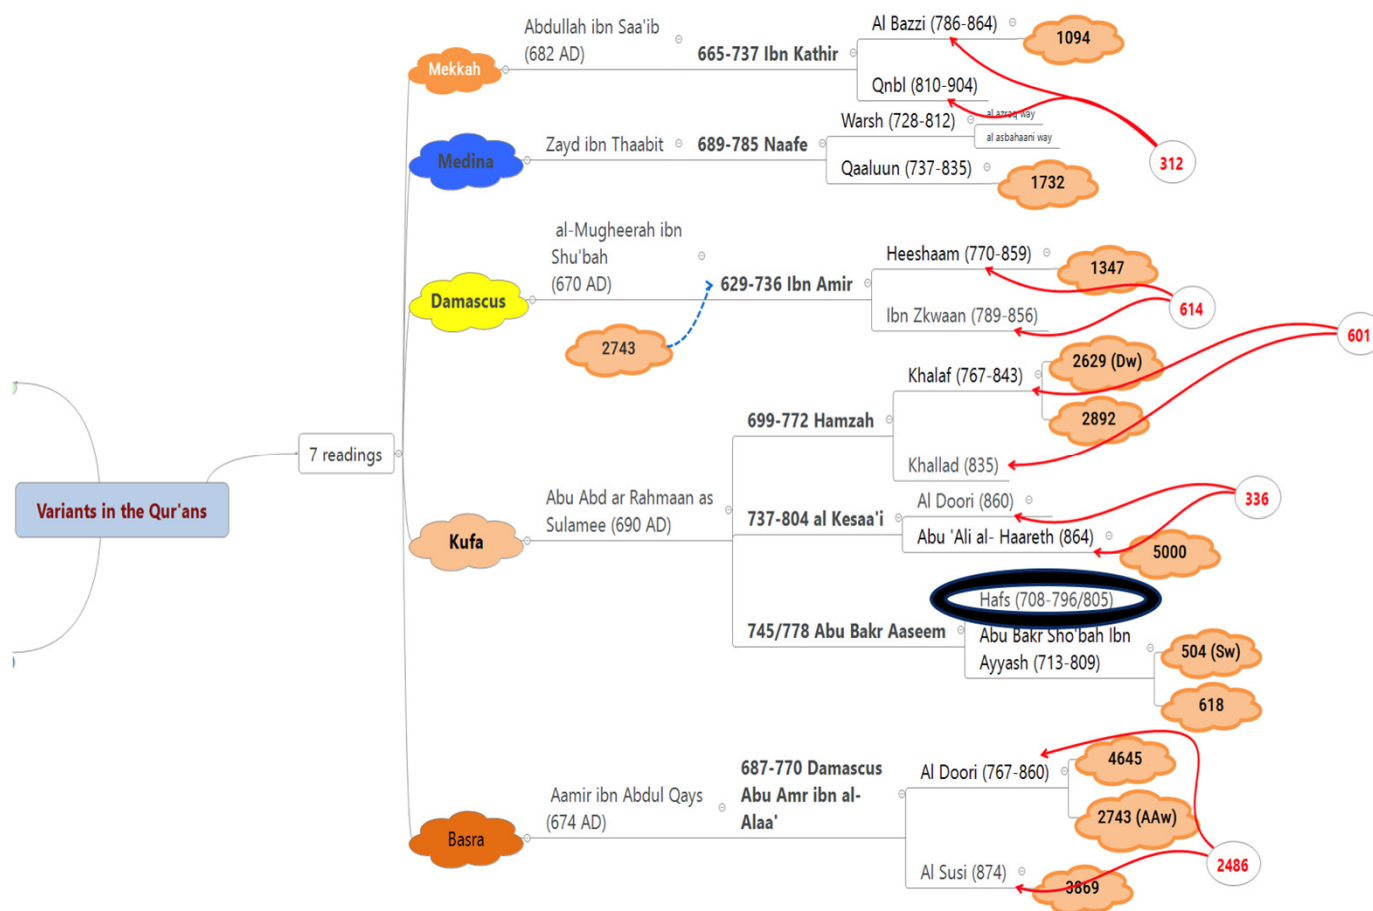 Variants in the Qur'ans
7 readings
Mekkah
Abdullah ibn Saa'ib
(682 AD)
665-737 Ibn Kathir
Al Bazzi (786-864)
1094
Qnbl (810-904)
312
Medina
Zayd ibn Thaabit
689-785 Naafe
Warsh (728-812)
al azraq way
al asbahaani way
Qaaluun (737-835)
1732
Damascus
al-Mugheerah ibn
Shu'bah
(670 AD)
2743
629-736 Ibn Amir
Heeshaam (770-859)
1347
Ibn Zkwaan (789-856)
614
Kufa
Abu Abd ar Rahmaan as
Sulamee (690 AD)
699-772 Hamzah
Khalaf (767-843)
2629 (Dw)
2892
Khallad (835)
601
737-804 al Kesaa'i
Al Doori (860)
Abu 'Ali al- Haareth (864)
5000
336
745/778 Abu Bakr Aaseem
Hafs (708-796/805)
Abu Bakr Sho'bah Ibn
Ayyash (713-809)
504 (Sw)
618
Basra
Aamir ibn Abdul Qays
(674 AD)
687-770 Damascus
Abu Amr ibn al-
Alaa'
Al Doori (767-860)
4645
2743 (AAw)
Al Susi (874)
3869
2486